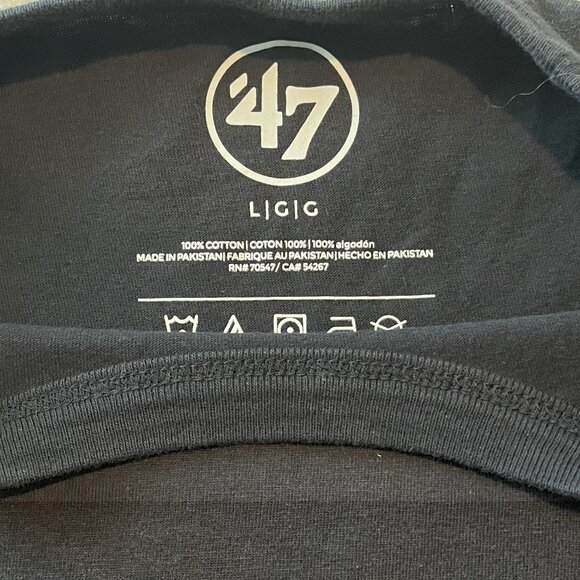 '47
L|G|G
100% COTTON|COTON 100%|100% algodón
MADE IN PAKISTAN|FABRIQUE AU PAKISTAN|HECHO EN PAKISTAN
RN# 70547/ CA# 54267